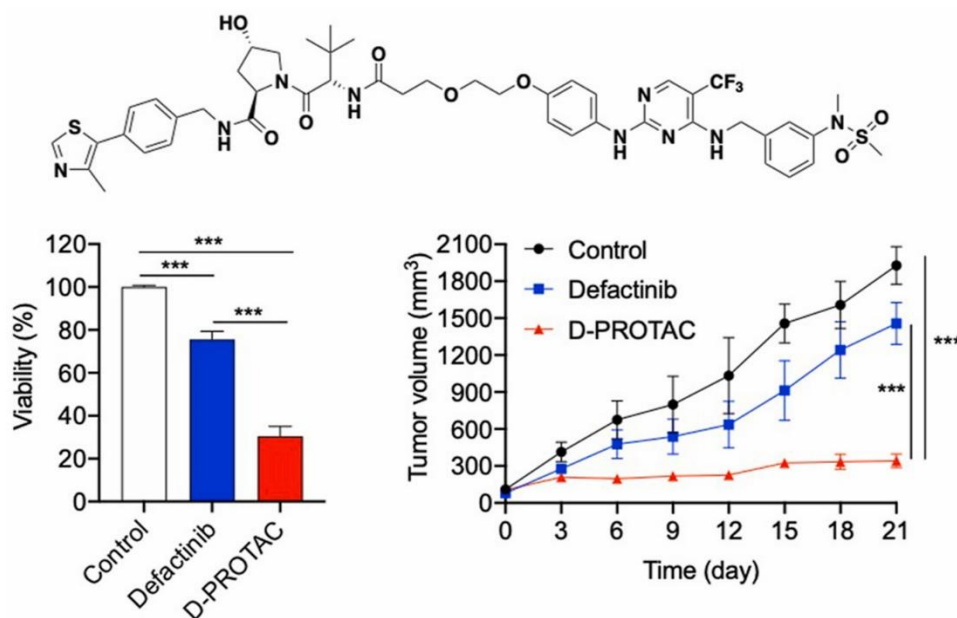 HO
O
O
N
O
O
CF₃
N
S
N
H
O
O
N
H
O
N
H
N
N
H
N
S
O
O
N
Viability (%)
120
100
80
60
40
20
0
***
***
***
Control
Defactinib
D-PROTAC
Tumor volume (mm³)
2100
1800
1500
1200
900
600
300
0
Control
Defactinib
D-PROTAC
***
***
0 3 6 9 12 15 18 21
Time (day)